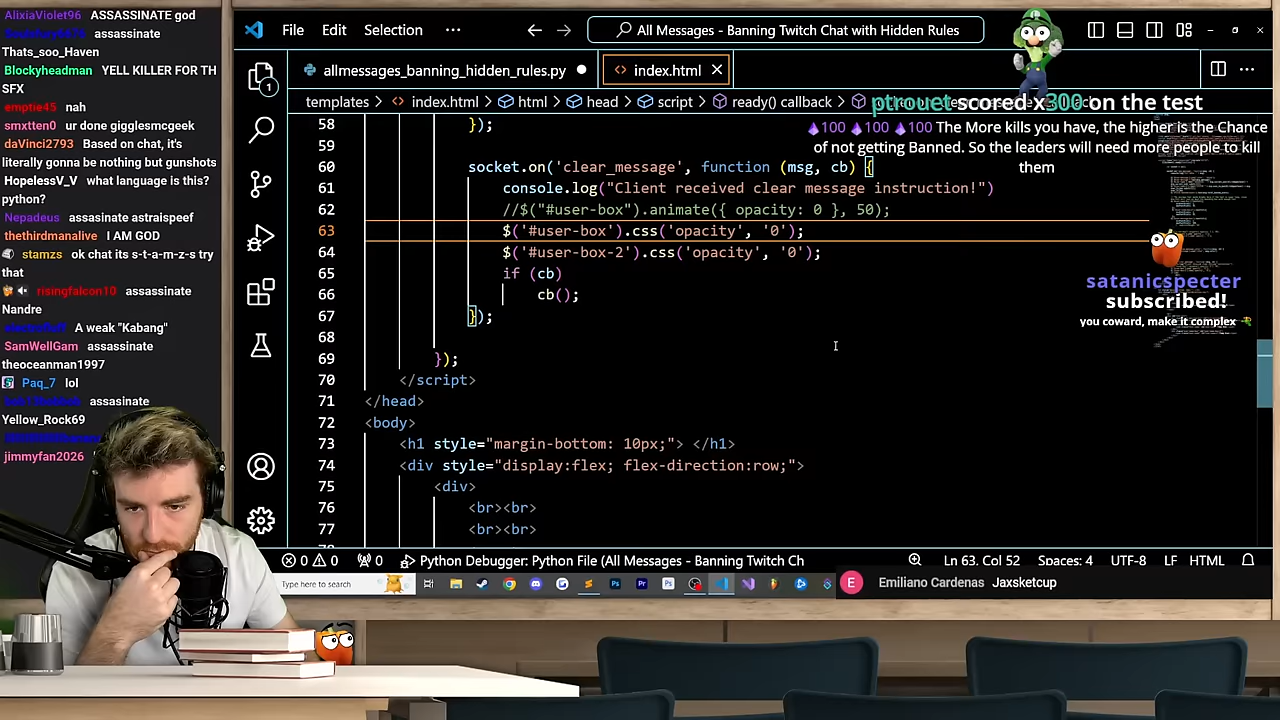 AlixiaViolet96 ASSASSINATE god
assassinate
Thats_soo_Haven
Blockyheadman YELL KILLER FOR TH
SFX
emptie45 nah
smxtten0 ur done gigglesmcgeek
daVinci2793 Based on chat, it's
literally gonna be nothing but gunshots
HopelessV_V what language is this?
python?
Nepadeus assasinate astraispeef
thethirdmanalive I AM GOD
stamzs ok chat its s-t-a-m-z-s try
that
risingfalcon10 assassinate
Nandre
A weak "Kabang"
SamWellGam assassinate
theoceanman1997
Paq_7 lol
assasinate
Yellow_Rock69
jimmyfan2026
File Edit Selection ···
All Messages - Banning Twitch Chat with Hidden Rules
1
allmessages_banning_hidden_rules.py
<> index.html
templates > <> index.html > html > head > script > ready() callback >
58 });
59
60 socket.on('clear_message', function (msg, cb) {
61 console.log("Client received clear message instruction!")
62 //$("#user-box").animate({ opacity: 0 }, 50);
63 $('#user-box').css('opacity', '0');
64 $('#user-box-2').css('opacity', '0');
65 if (cb)
66 cb();
67 });
68
69 });
70 </script>
71 </head>
72 <body>
73 <h1 style="margin-bottom: 10px;"> </h1>
74 <div style="display:flex; flex-direction:row;">
75 <div>
76 <br><br>
77 <br><br>
ptrouet scored x300 on the test
100 100 100 The More kills you have, the higher is the Chance
of not getting Banned. So the leaders will need more people to kill
them
satanicspecter
subscribed!
you coward, make it complex
0 0 0 Python Debugger: Python File (All Messages - Banning Twitch Ch
Ln 63, Col 52 Spaces: 4 UTF-8 LF HTML
Type here to search
E Emiliano Cardenas Jaxsketcup